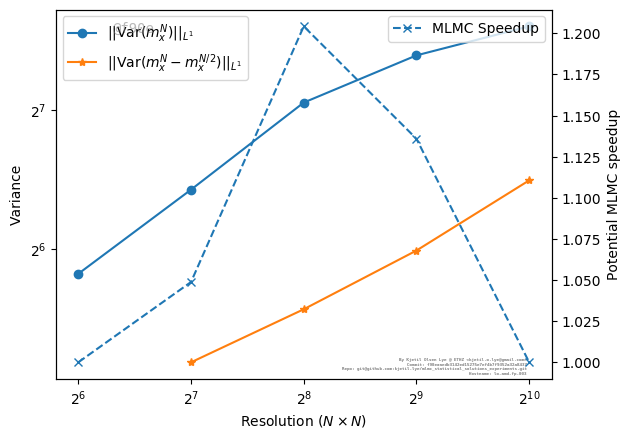 ||Var(m_x^N)||_{L^1}
||Var(m_x^N − m_x^{N/2})||_{L^1}
MLMC Speedup
2^7
2^6
Variance
1.200
1.175
1.150
1.125
1.100
1.075
1.050
1.025
1.000
Potential MLMC speedup
2^6 2^7 2^8 2^9 2^10
Resolution (N × N)
By Kjetil Olsen Lye @ ETHZ
Commit:
Hostname: